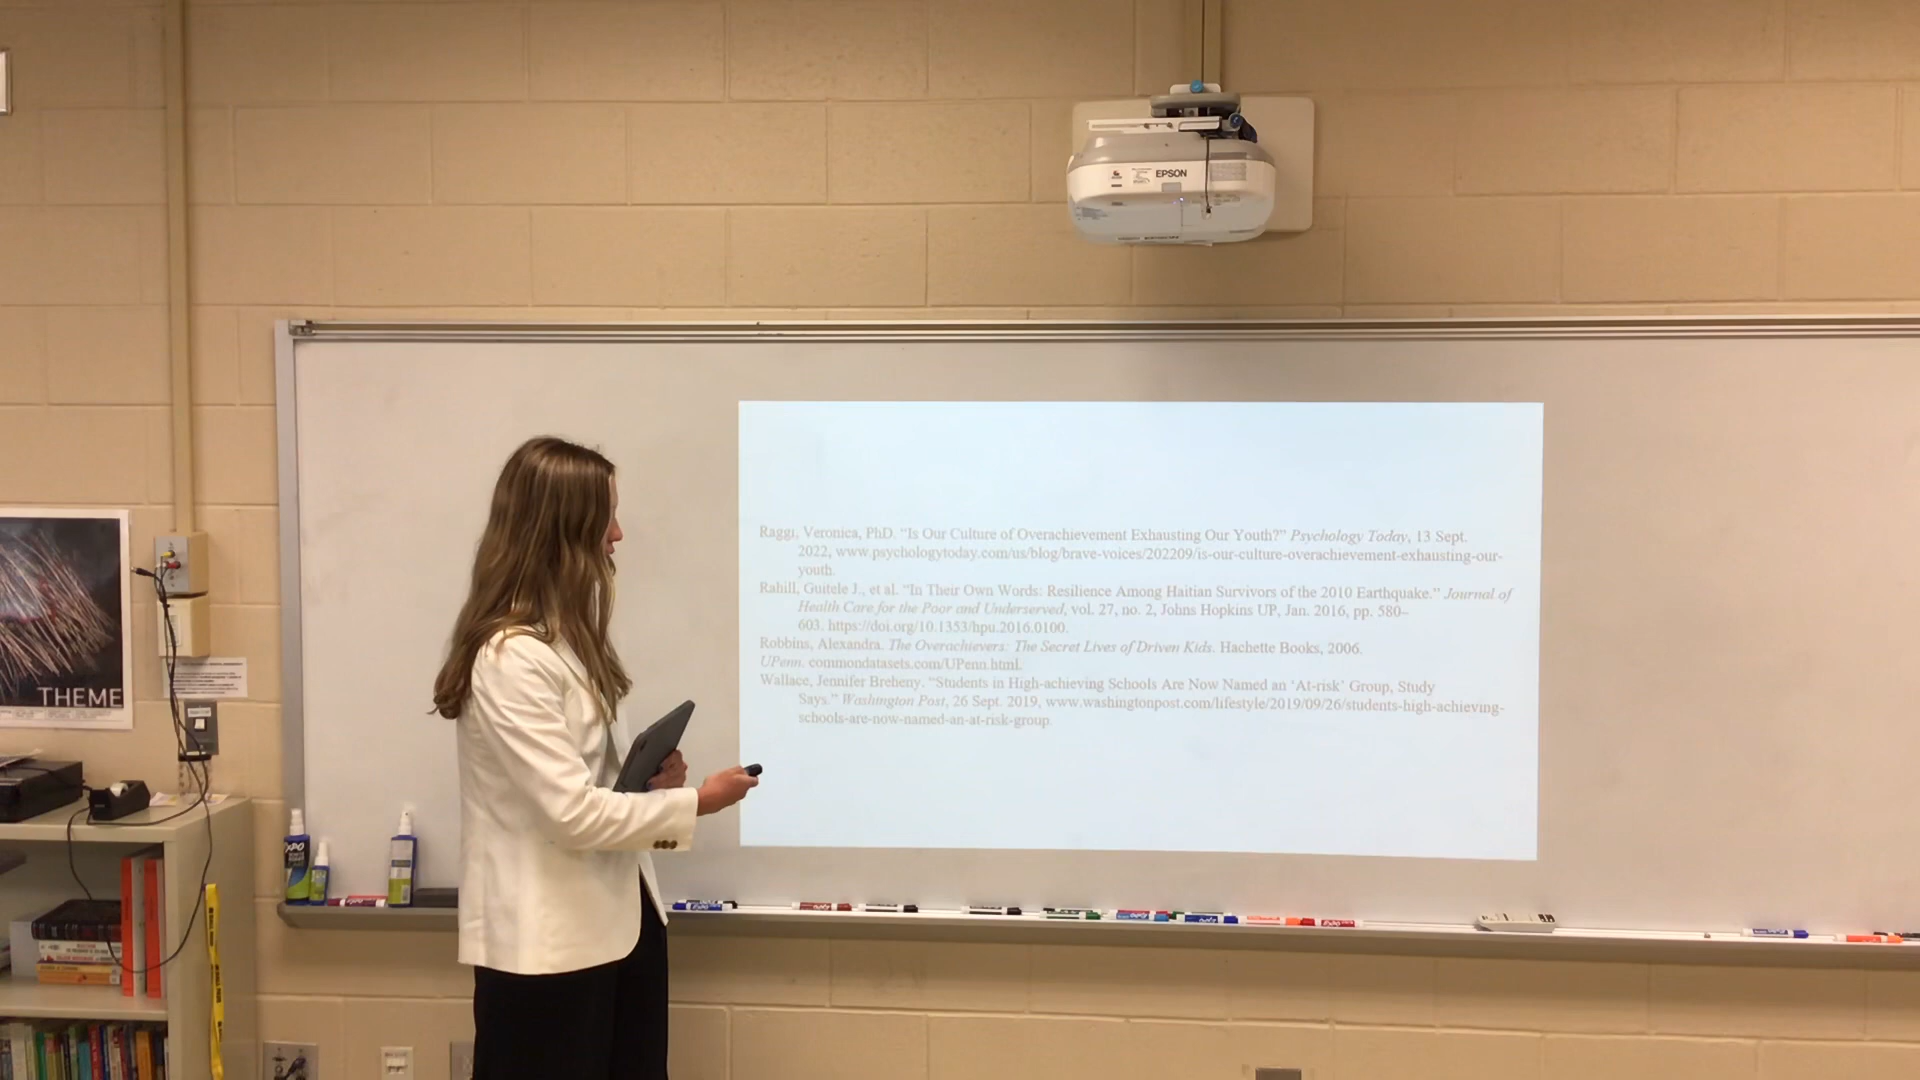 EPSON
Raggi, Veronica, PhD. “Is Our Culture of Overachievement Exhausting Our Youth?” Psychology Today, 13 Sept.
2022, www.psychologytoday.com/us/blog/brave-voices/202209/is-our-culture-overachievement-exhausting-our-
youth.
Rahill, Guitele J., et al. “In Their Own Words: Resilience Among Haitian Survivors of the 2010 Earthquake.” Journal of
Health Care for the Poor and Underserved, vol. 27, no. 2, Johns Hopkins UP, Jan. 2016, pp. 580–
603. https://doi.org/10.1353/hpu.2016.0100.
Robbins, Alexandra. The Overachievers: The Secret Lives of Driven Kids. Hachette Books, 2006.
UPenn. commondatasets.com/UPenn.html.
Wallace, Jennifer Breheny. “Students in High-achieving Schools Are Now Named an ‘At-risk’ Group, Study
Says.” Washington Post, 26 Sept. 2019, www.washingtonpost.com/lifestyle/2019/09/26/students-high-achieving-
schools-are-now-named-an-at-risk-group.
THEME
EXPO